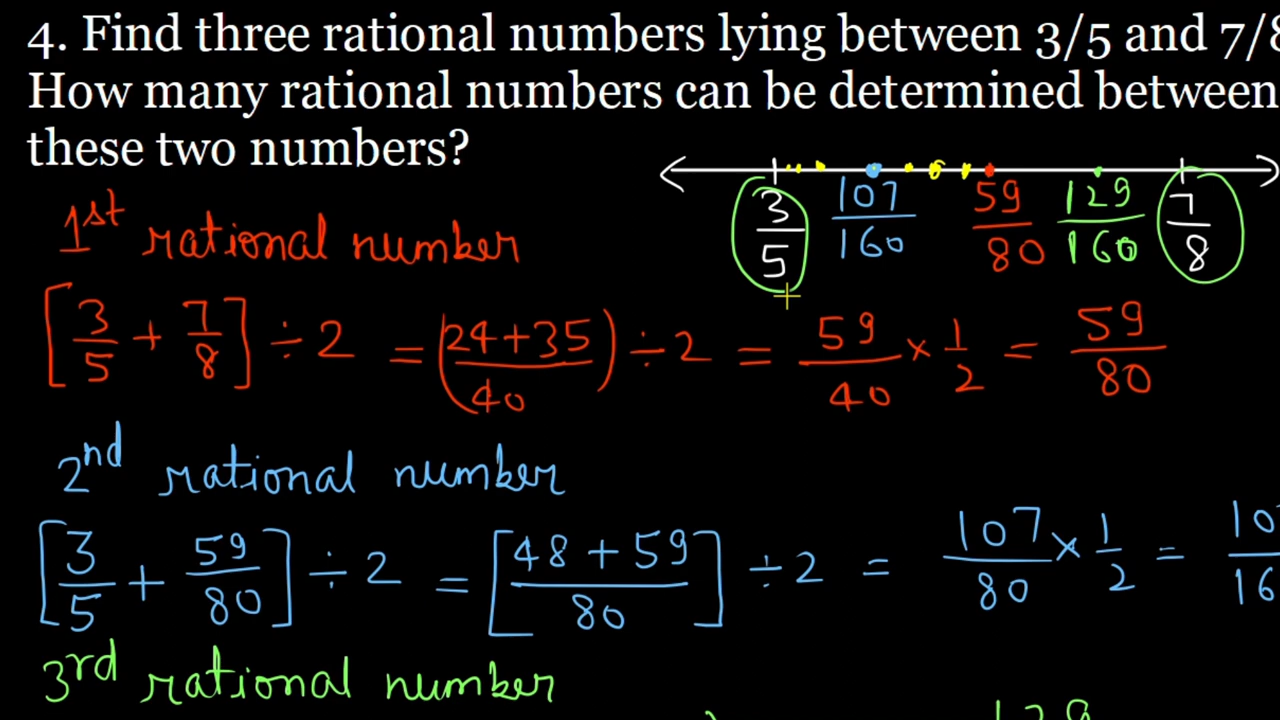 4. Find three rational numbers lying between 3/5 and 7/8
How many rational numbers can be determined between
these two numbers?
3/5 107/160 59/80 129/160 7/8
1st rational number
[3/5 + 7/8] ÷ 2 = (24+35/40) ÷ 2 = 59/40 × 1/2 = 59/80
2nd rational number
[3/5 + 59/80] ÷ 2 = [48 + 59/80] ÷ 2 = 107/80 × 1/2 =
3rd rational number